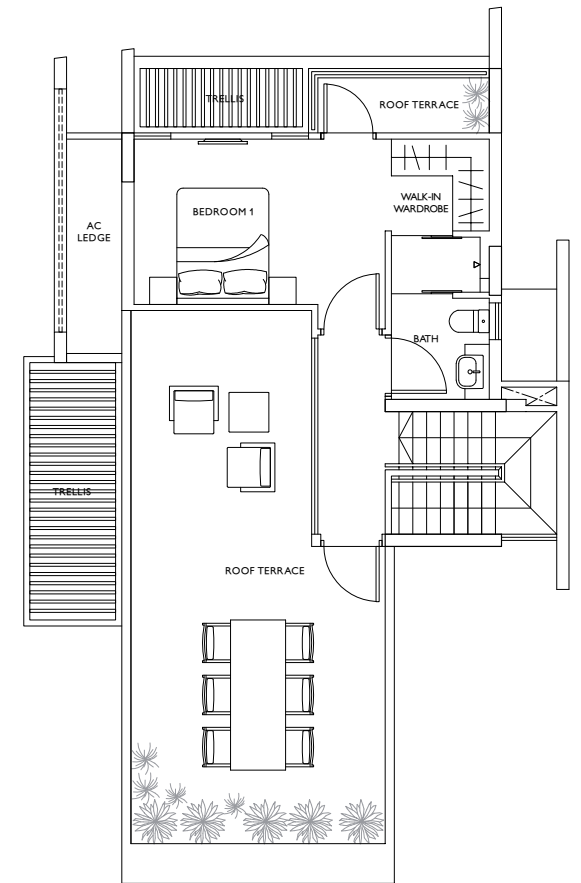 TRELLIS
ROOF TERRACE
WALK-IN
WARDROBE
BEDROOM 1
AC
LEDGE
BATH
TRELLIS
ROOF TERRACE